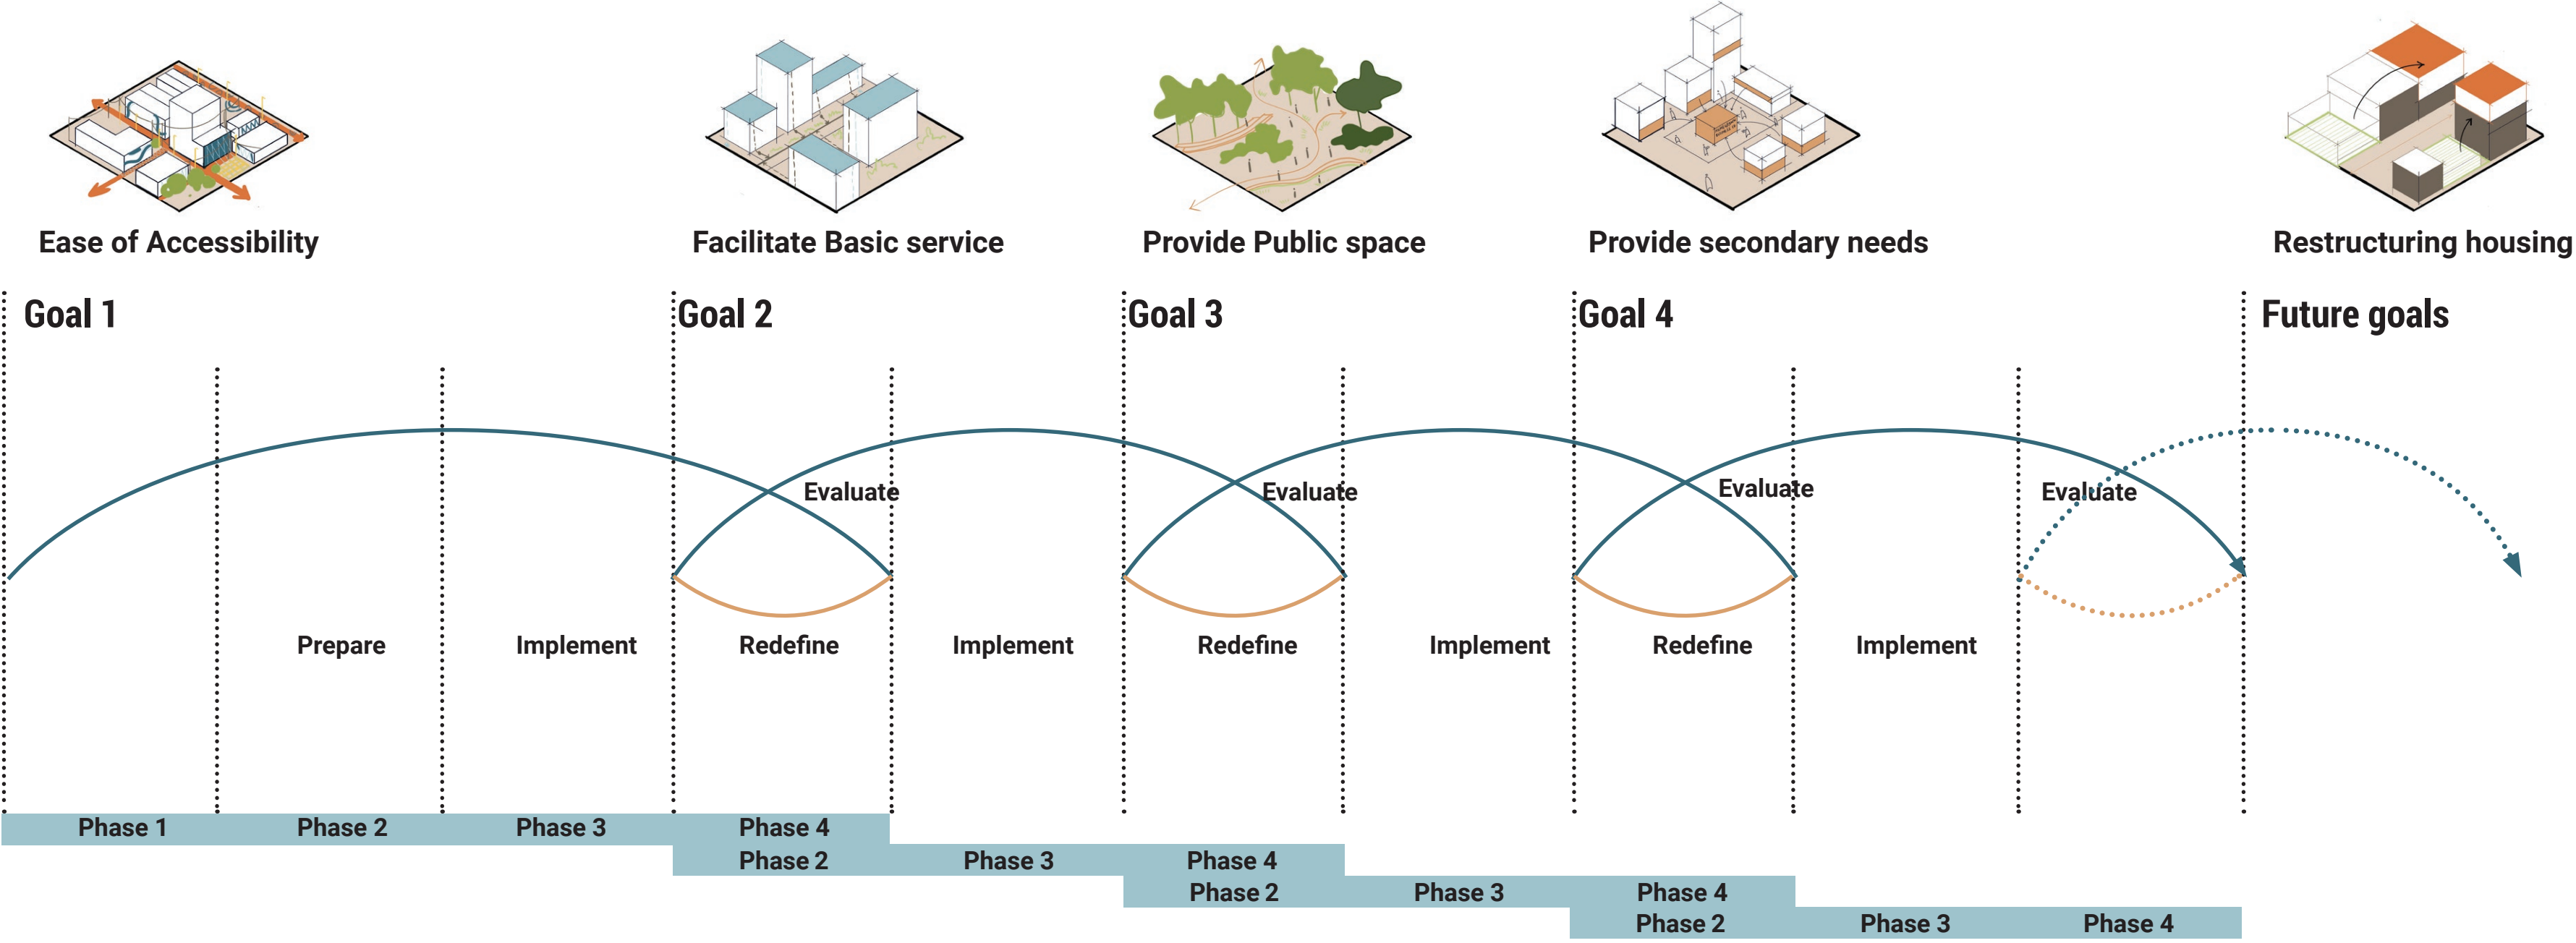 Ease of Accessibility
Facilitate Basic service
Provide Public space
Provide secondary needs
Restructuring housing
Goal 1
Goal 2
Goal 3
Goal 4
Future goals
Evaluate
Evaluate
Evaluate
Evaluate
Prepare
Implement
Redefine
Implement
Redefine
Implement
Redefine
Implement
Phase 1
Phase 2
Phase 3
Phase 4
Phase 2
Phase 3
Phase 4
Phase 2
Phase 3
Phase 4
Phase 2
Phase 3
Phase 4